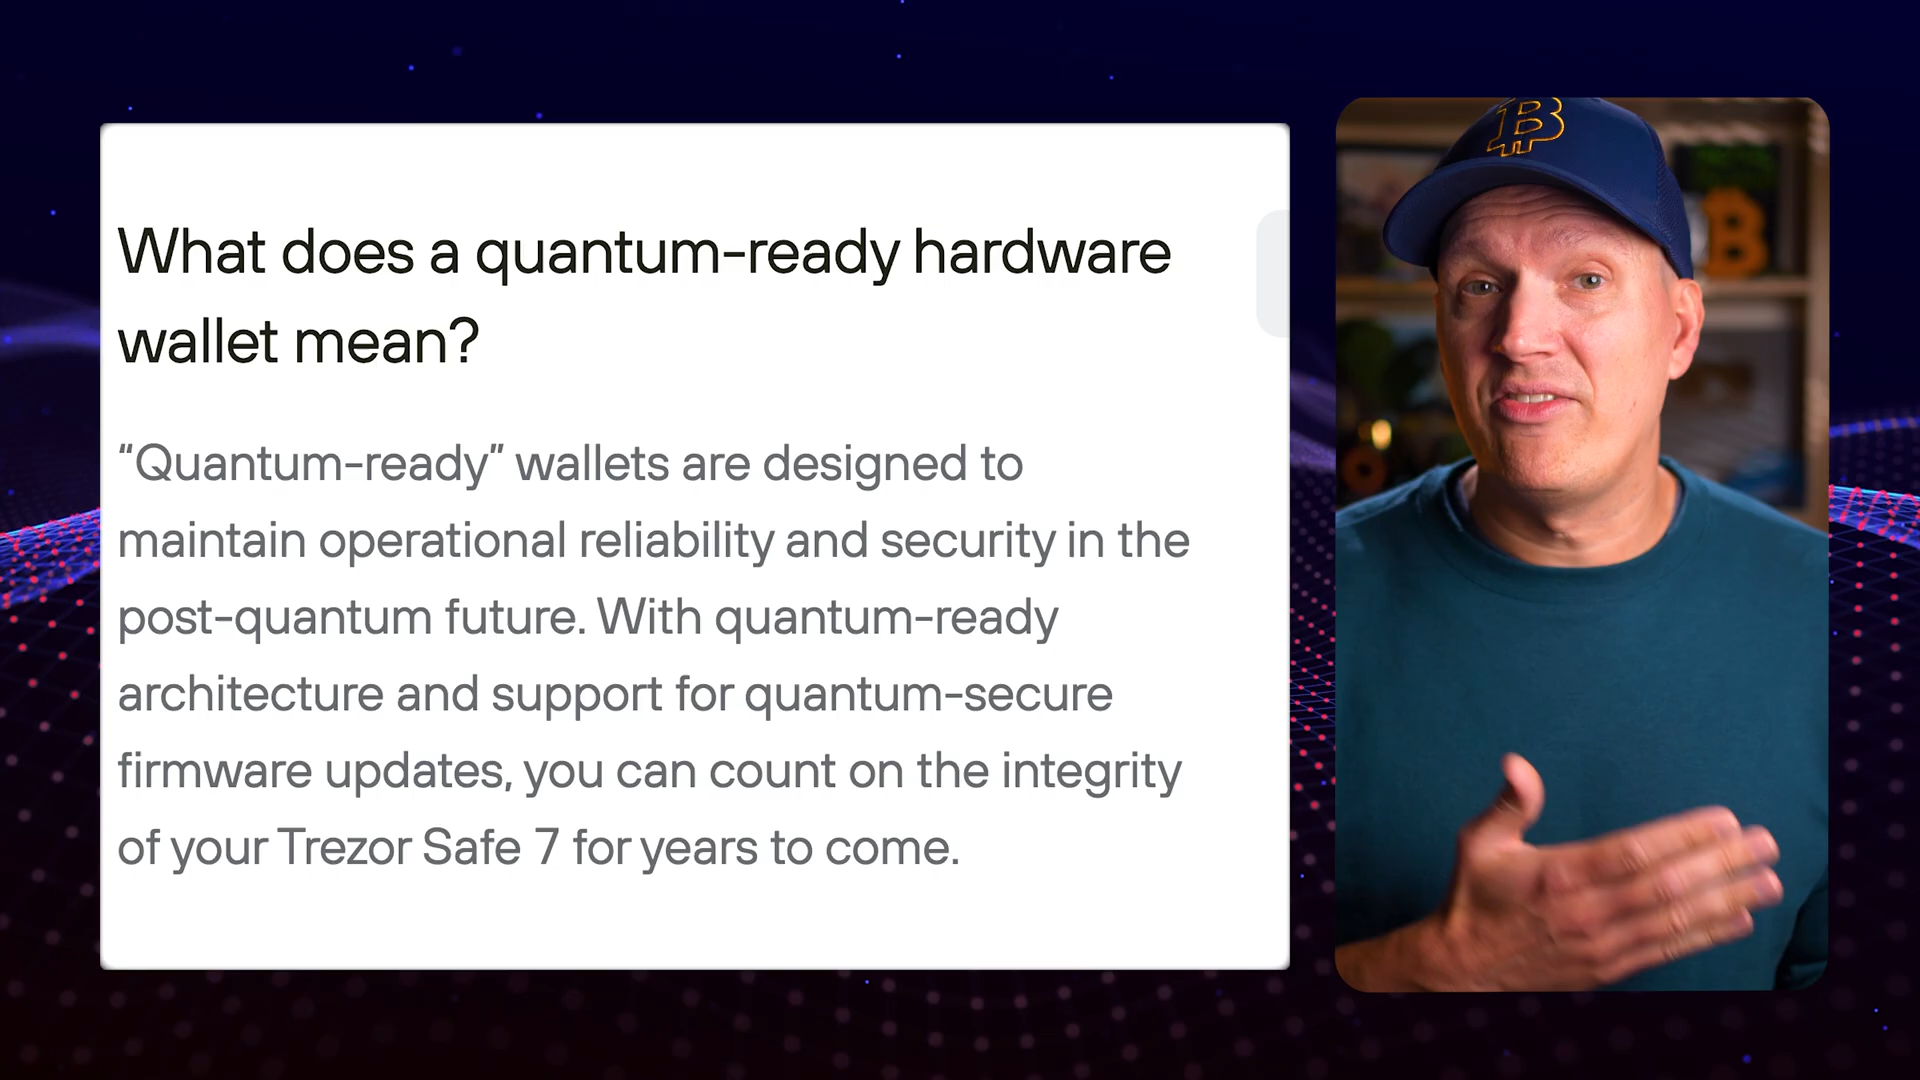 What does a quantum-ready hardware
wallet mean?
“Quantum-ready” wallets are designed to
maintain operational reliability and security in the
post-quantum future. With quantum-ready
architecture and support for quantum-secure
firmware updates, you can count on the integrity
of your Trezor Safe 7 for years to come.